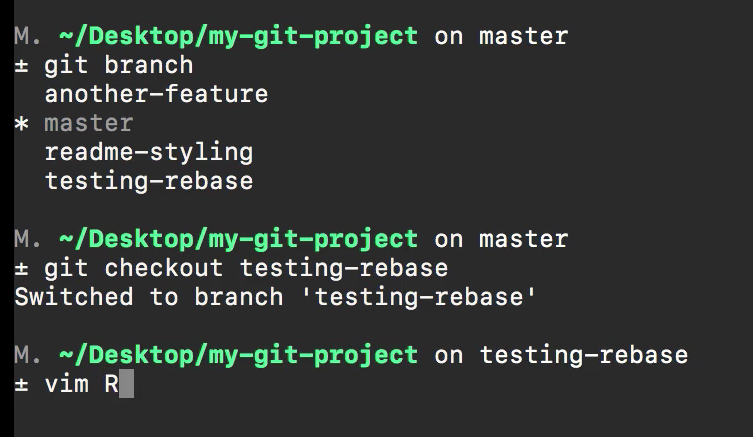 M. ~/Desktop/my-git-project on master
± git branch
another-feature
* master
readme-styling
testing-rebase
M. ~/Desktop/my-git-project on master
± git checkout testing-rebase
Switched to branch 'testing-rebase'
M. ~/Desktop/my-git-project on testing-rebase
± vim R